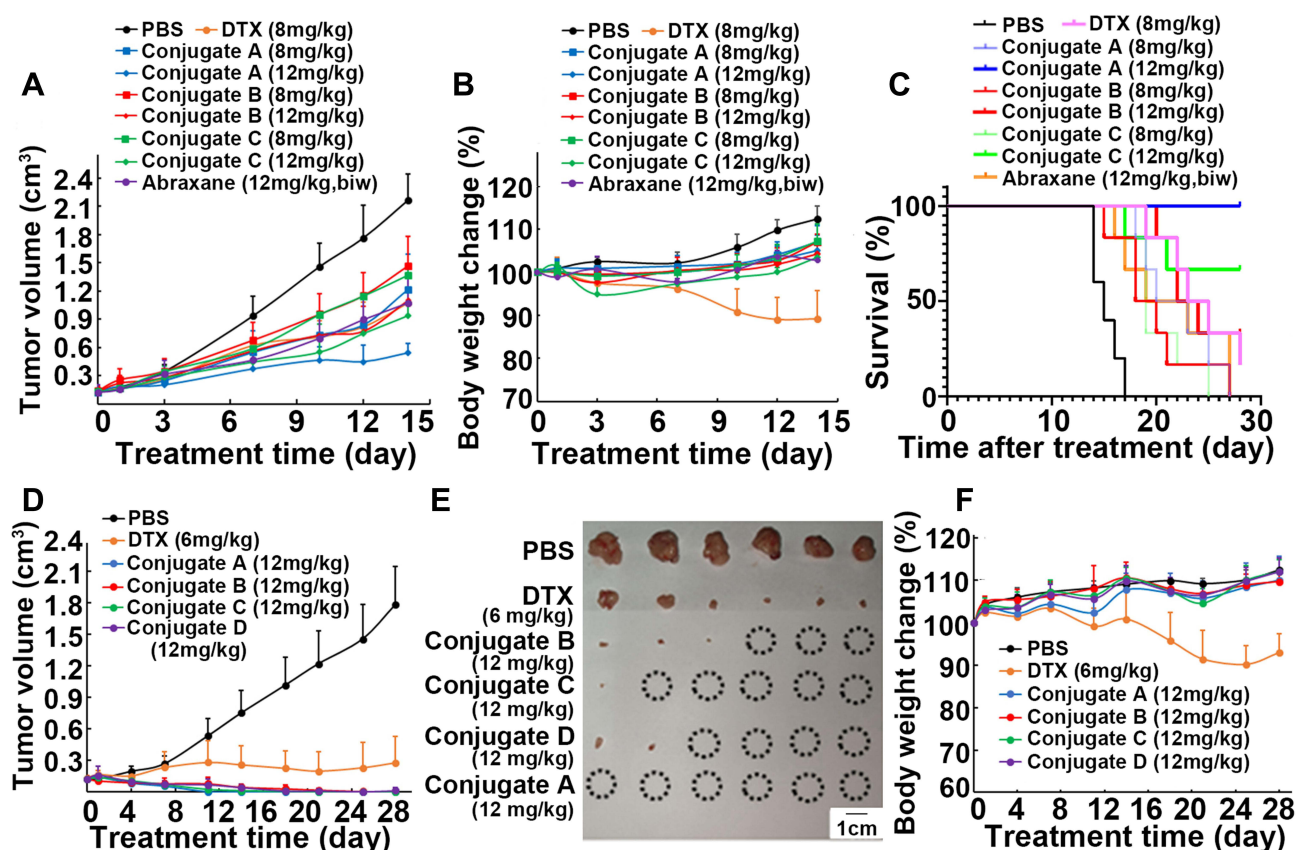 A
PBS DTX (8mg/kg)
Conjugate A (8mg/kg)
Conjugate A (12mg/kg)
Conjugate B (8mg/kg)
Conjugate B (12mg/kg)
Conjugate C (8mg/kg)
Conjugate C (12mg/kg)
Abraxane (12mg/kg,biw)
Tumor volume (cm³)
2.4
2.1
1.8
1.5
1.2
0.9
0.6
0.3
0 3 6 9 12 15
Treatment time (day)
B
PBS DTX (8mg/kg)
Conjugate A (8mg/kg)
Conjugate A (12mg/kg)
Conjugate B (8mg/kg)
Conjugate B (12mg/kg)
Conjugate C (8mg/kg)
Conjugate C (12mg/kg)
Abraxane (12mg/kg,biw)
Body weight change (%)
120
110
100
90
80
70
0 3 6 9 12 15
Treatment time (day)
C
PBS DTX (8mg/kg)
Conjugate A (8mg/kg)
Conjugate A (12mg/kg)
Conjugate B (8mg/kg)
Conjugate B (12mg/kg)
Conjugate C (8mg/kg)
Conjugate C (12mg/kg)
Abraxane (12mg/kg,biw)
Survival (%)
100
50
0
0 10 20 30
Time after treatment (day)
D
PBS
DTX (6mg/kg)
Conjugate A (12mg/kg)
Conjugate B (12mg/kg)
Conjugate C (12mg/kg)
Conjugate D
(12mg/kg)
Tumor volume (cm³)
2.4
2.1
1.8
1.5
1.2
0.9
0.6
0.3
0 4 8 12 16 20 24 28
Treatment time (day)
E
PBS
DTX
(6 mg/kg)
Conjugate B
(12 mg/kg)
Conjugate C
(12 mg/kg)
Conjugate D
(12 mg/kg)
Conjugate A
(12 mg/kg)
1cm
F
Body weight change (%)
120
110
100
90
80
70
60
PBS
DTX (6mg/kg)
Conjugate A (12mg/kg)
Conjugate B (12mg/kg)
Conjugate C (12mg/kg)
Conjugate D (12mg/kg)
0 4 8 12 16 20 24 28
Treatment time (day)